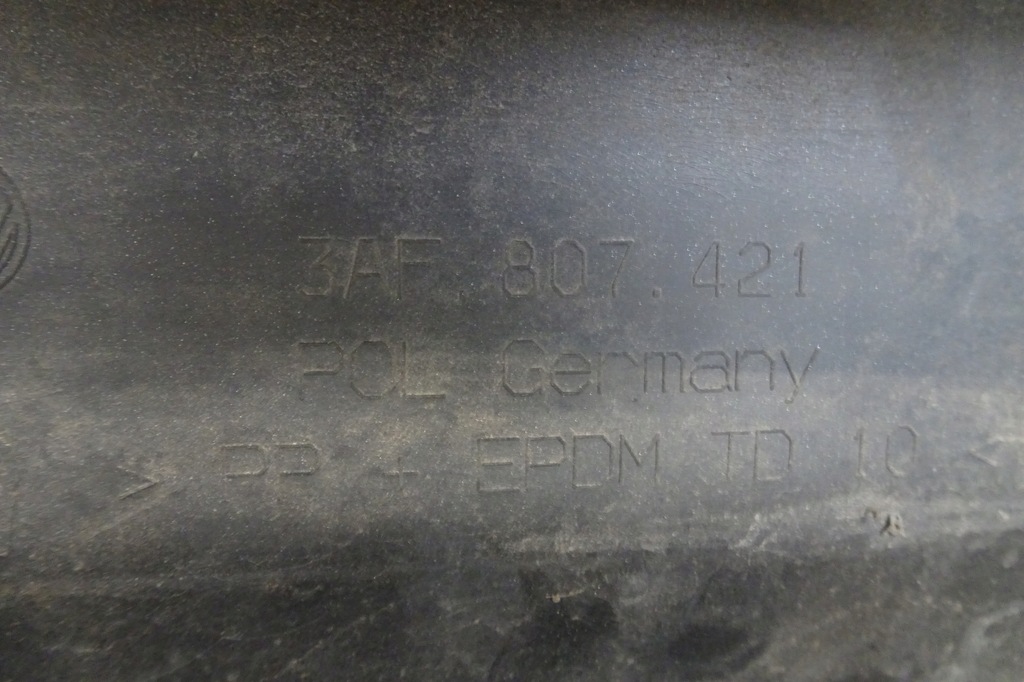 3AF.807.421
POL Germany
> PP + EPDM TD 10 <